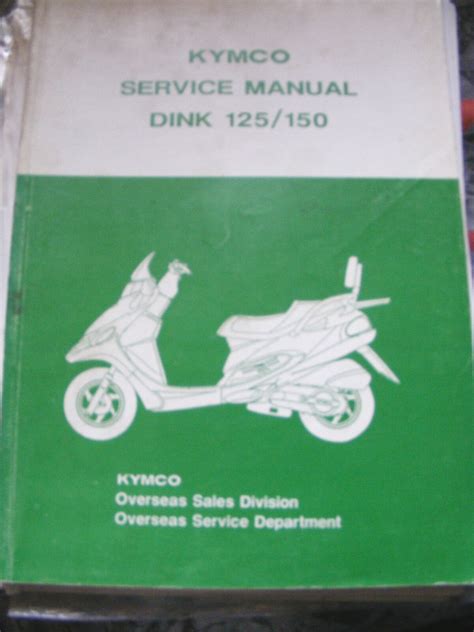 KYMCO
SERVICE MANUAL
DINK 125/150
KYMCO
Overseas Sales Division
Overseas Service Department